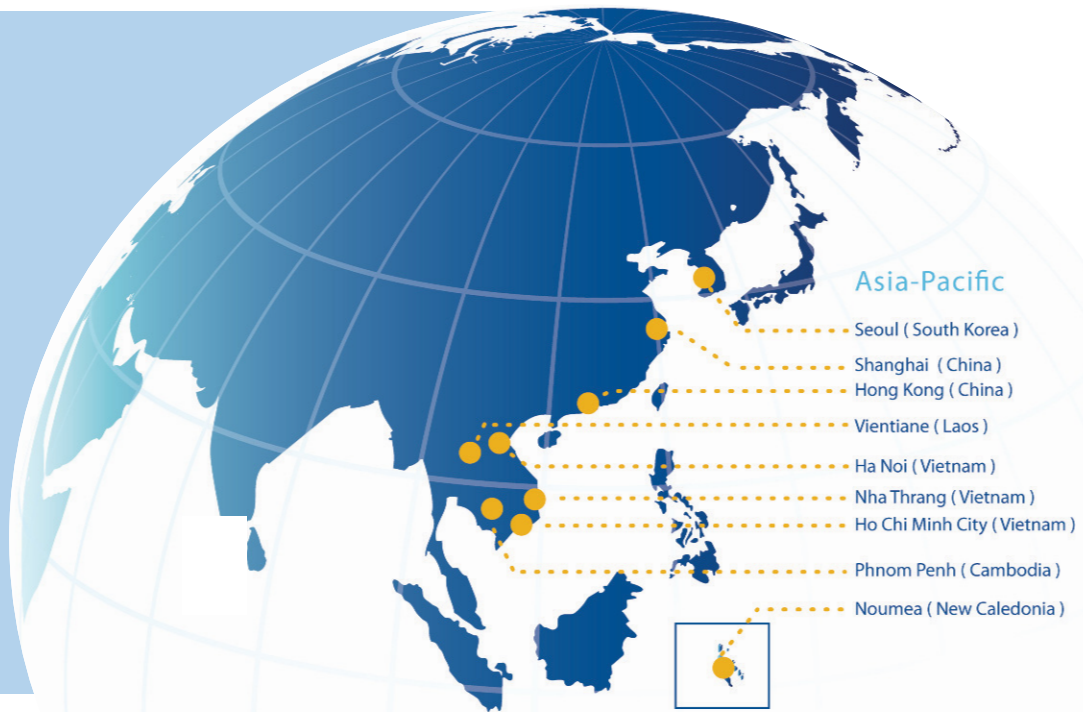 Asia-Pacific
Seoul ( South Korea )
Shanghai ( China )
Hong Kong ( China )
Vientiane ( Laos )
Ha Noi ( Vietnam )
Nha Thrang ( Vietnam )
Ho Chi Minh City ( Vietnam )
Phnom Penh ( Cambodia )
Noumea ( New Caledonia )